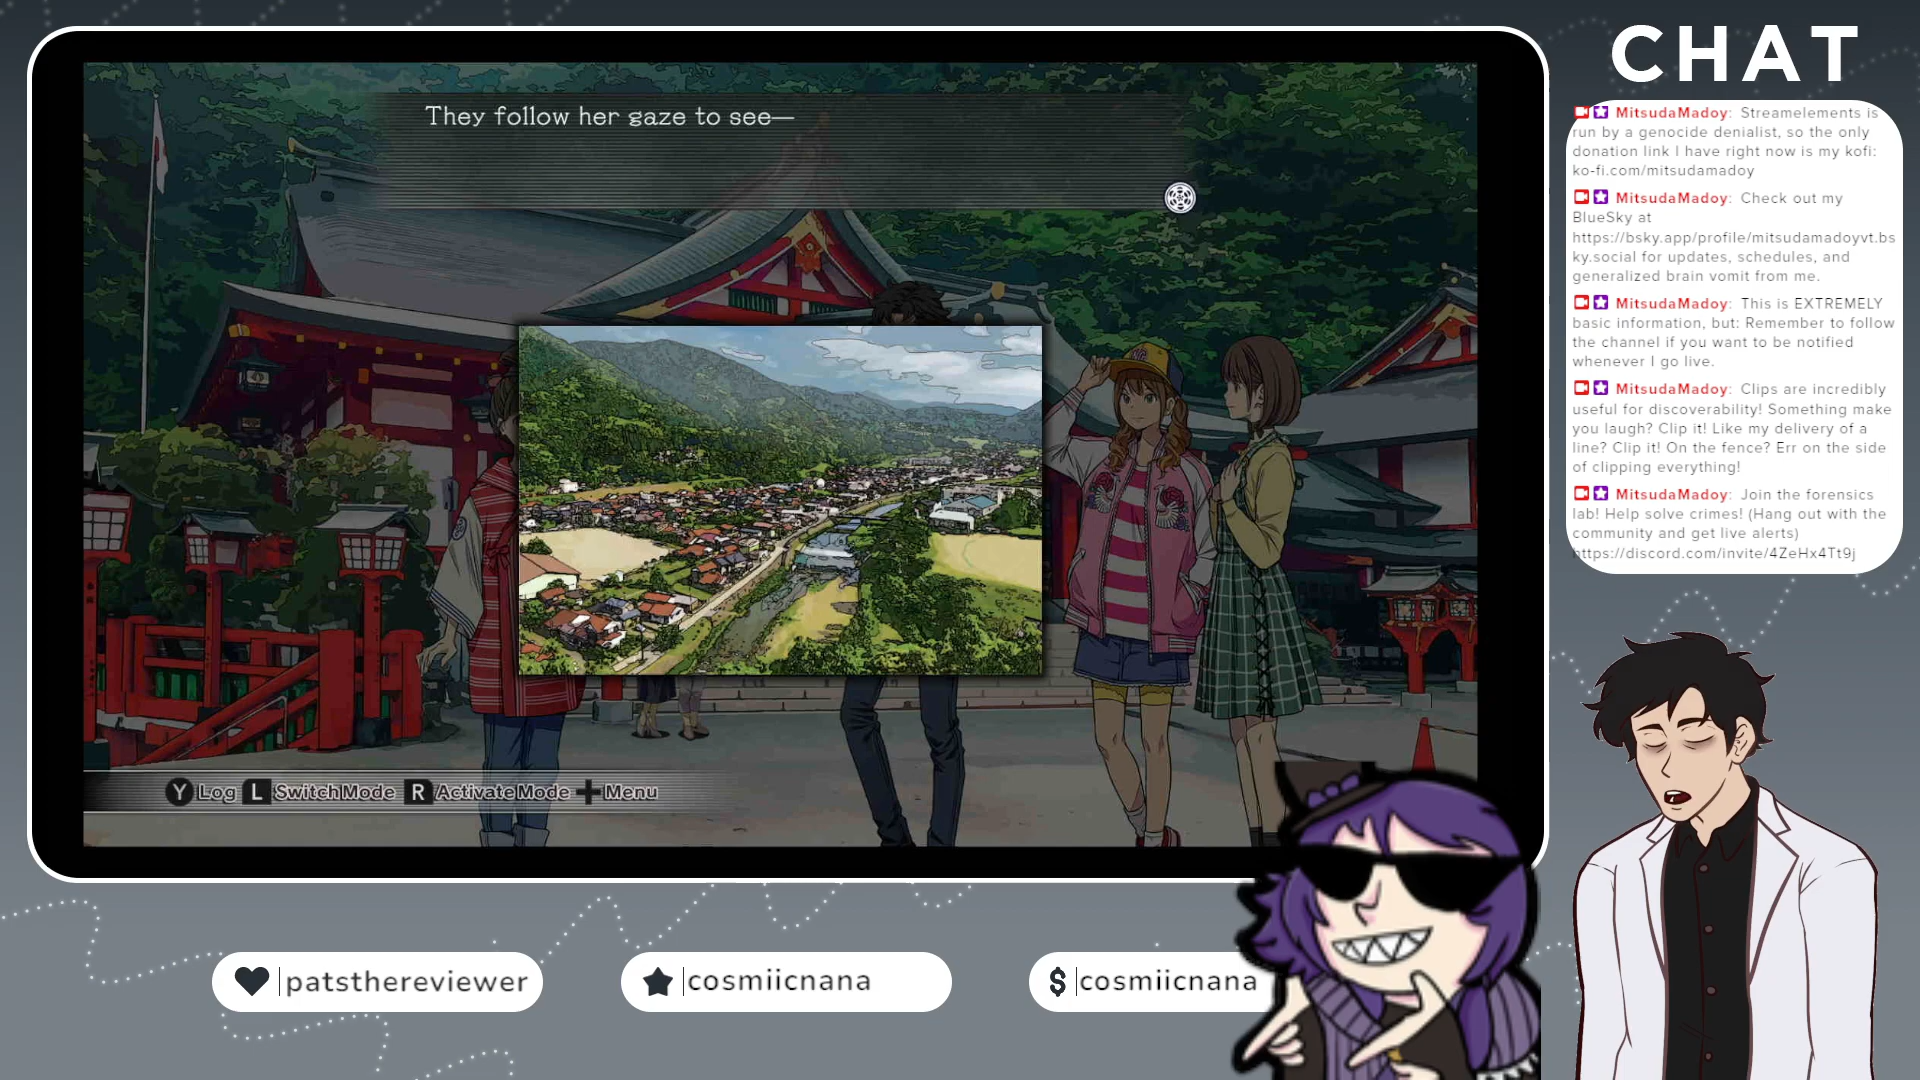 CHAT
They follow her gaze to see—
MitsudaMadoy: Streamelements is
run by a genocide denialist, so the only
donation link I have right now is my kofi:
ko-fi.com/mitsudamadoy
MitsudaMadoy: Check out my
BlueSky at
https://bsky.app/profile/mitsudamadoyvt.bs
ky.social for updates, schedules, and
generalized brain vomit from me.
MitsudaMadoy: This is EXTREMELY
basic information, but: Remember to follow
the channel if you want to be notified
whenever I go live.
MitsudaMadoy: Clips are incredibly
useful for discoverability! Something make
you laugh? Clip it! Like my delivery of a
line? Clip it! On the fence? Err on the side
of clipping everything!
MitsudaMadoy: Join the forensics
lab! Help solve crimes! (Hang out with the
community and get live alerts)
https://discord.com/invite/4ZeHx4Tt9j
Y Log L SwitchMode R ActivateMode + Menu
patsthereviewer
cosmiicnana
$ cosmiicnana